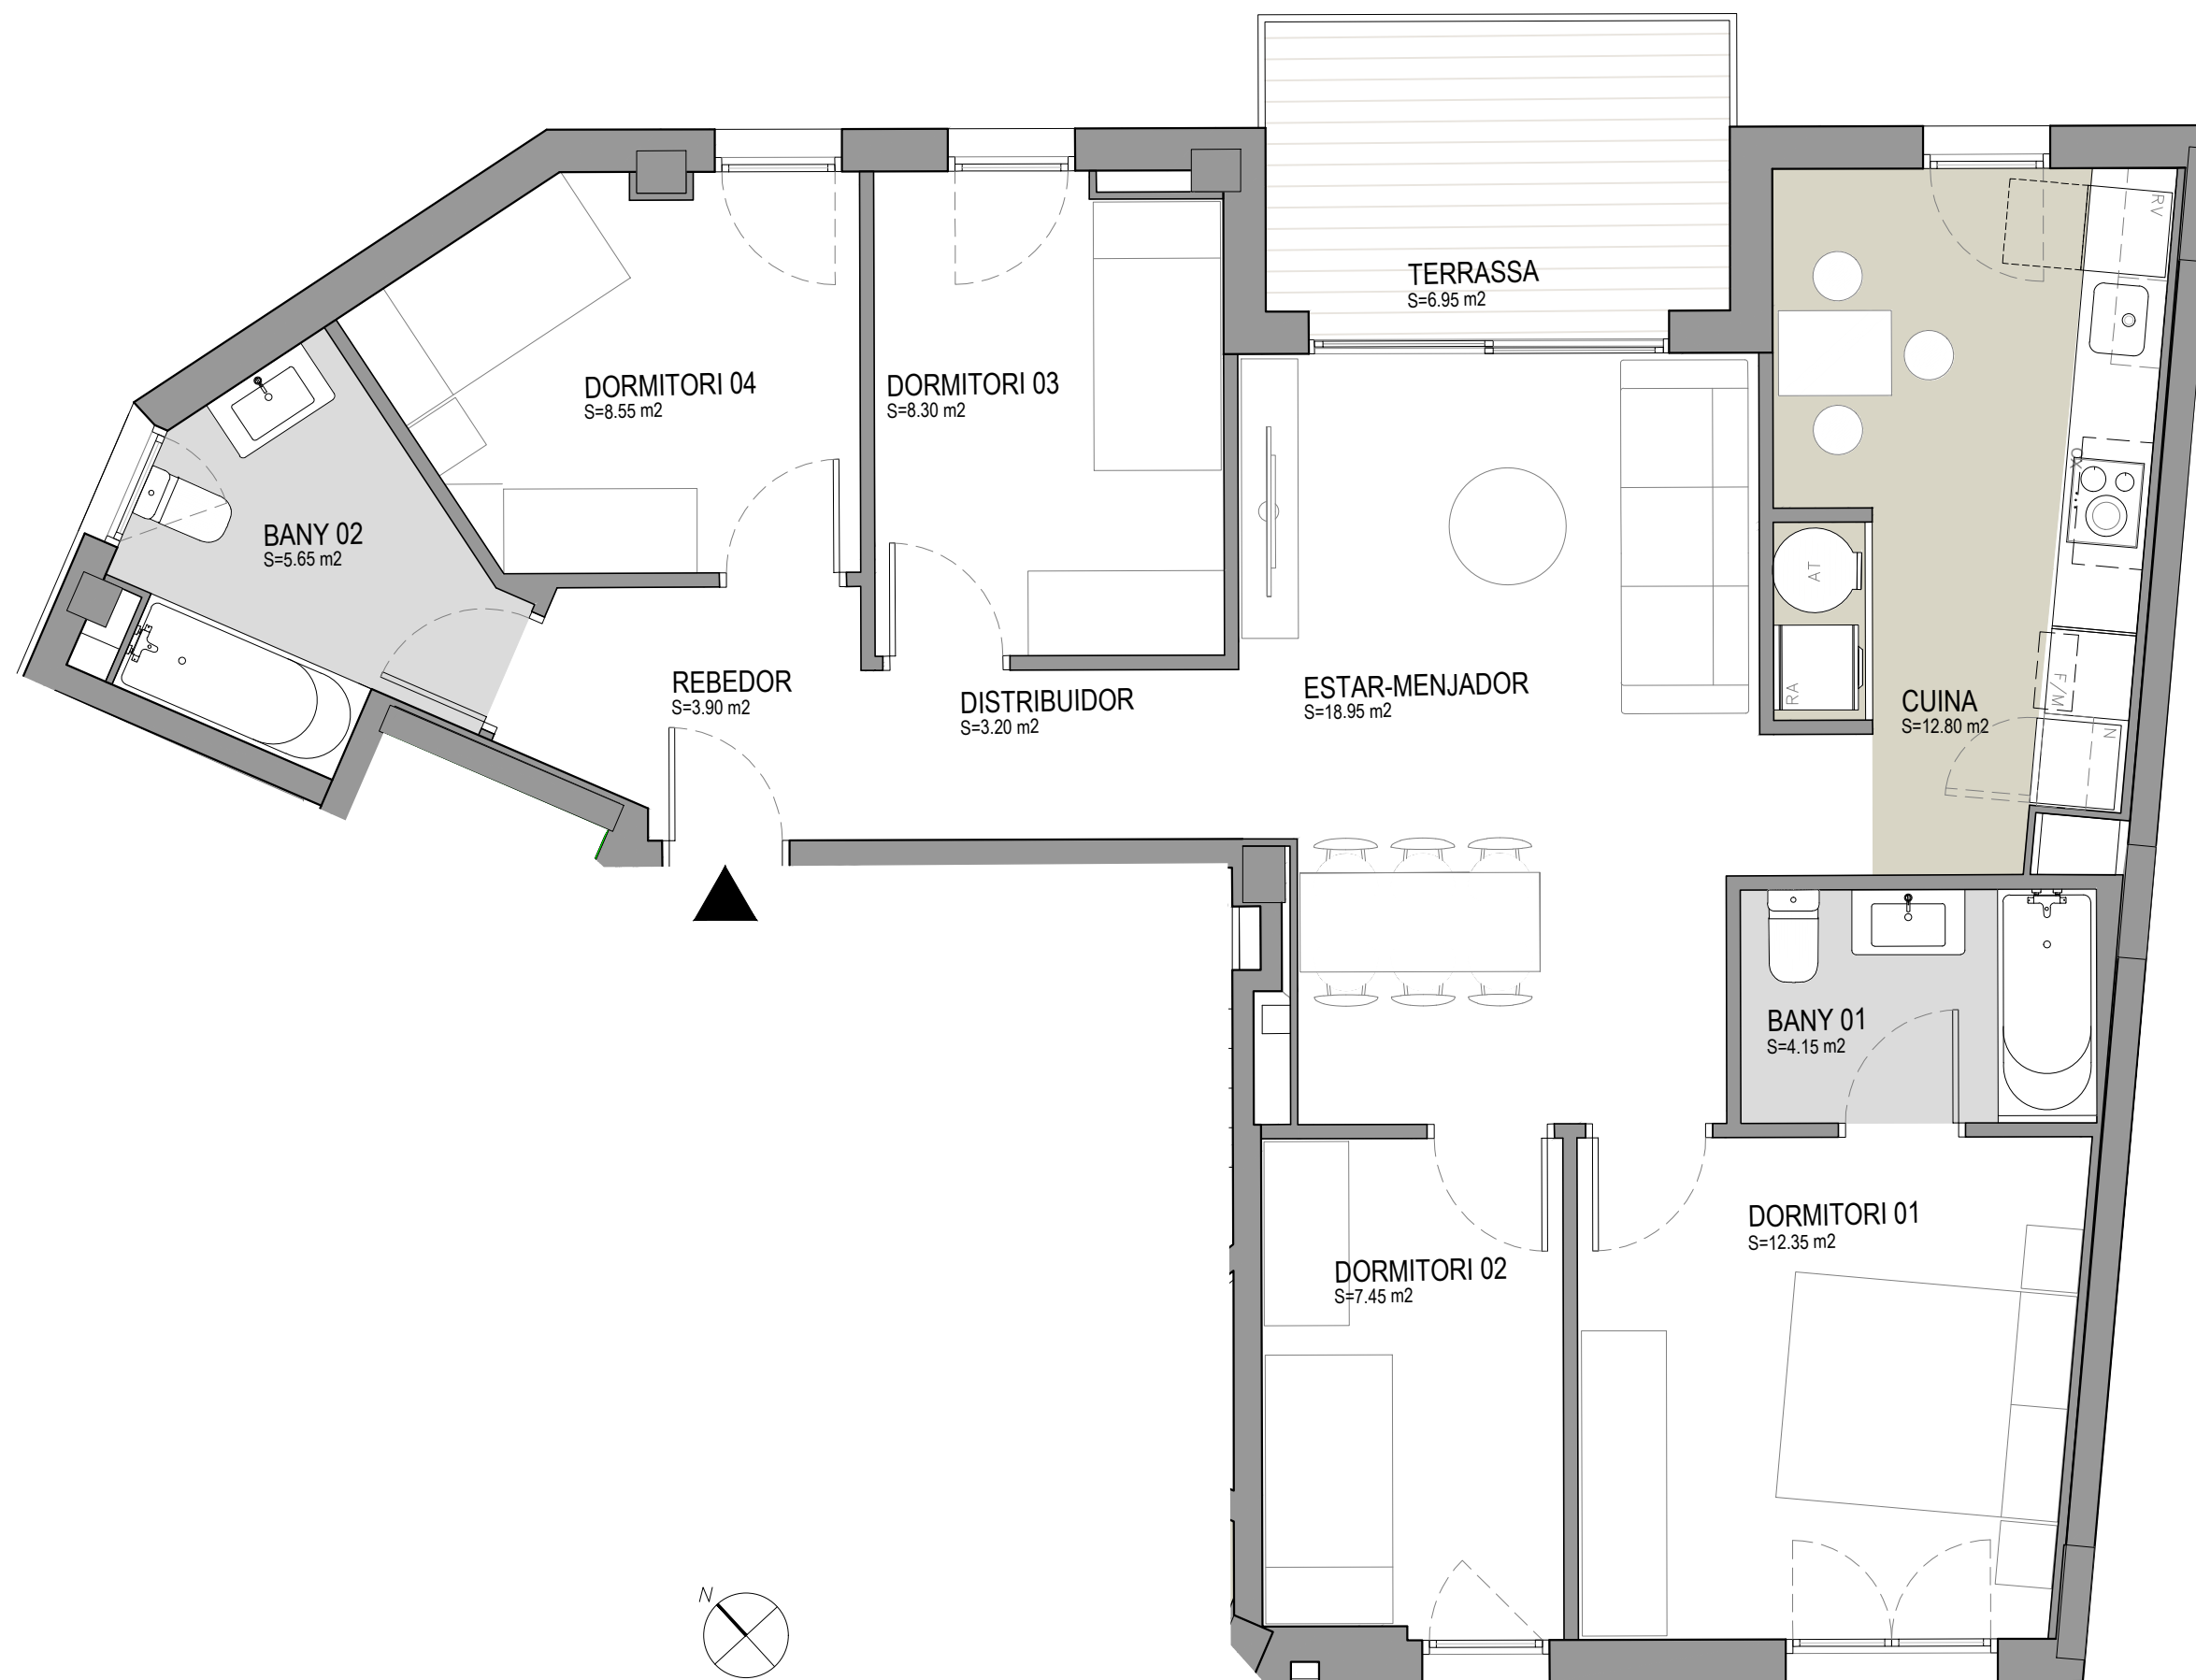 TERRASSA
S=6.95 m2
RV
DORMITORI 04
S=8.55 m2
DORMITORI 03
S=8.30 m2
OX
BANY 02
S=5.65 m2
AT
REBEDOR
S=3.90 m2
DISTRIBUIDOR
S=3.20 m2
ESTAR-MENJADOR
S=18.95 m2
RA
CUINA
S=12.80 m2
F/M
N
BANY 01
S=4.15 m2
DORMITORI 01
S=12.35 m2
DORMITORI 02
S=7.45 m2
N